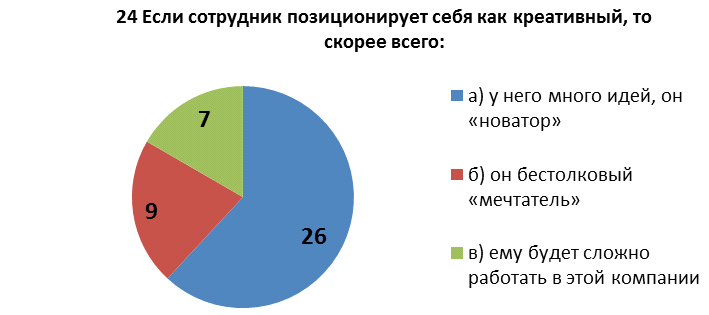 24 Если сотрудник позиционирует себя как креативный, то
скорее всего:
7
9
26
а) у него много идей, он
«новатор»
б) он бестолковый
«мечтатель»
в) ему будет сложно
работать в этой компании